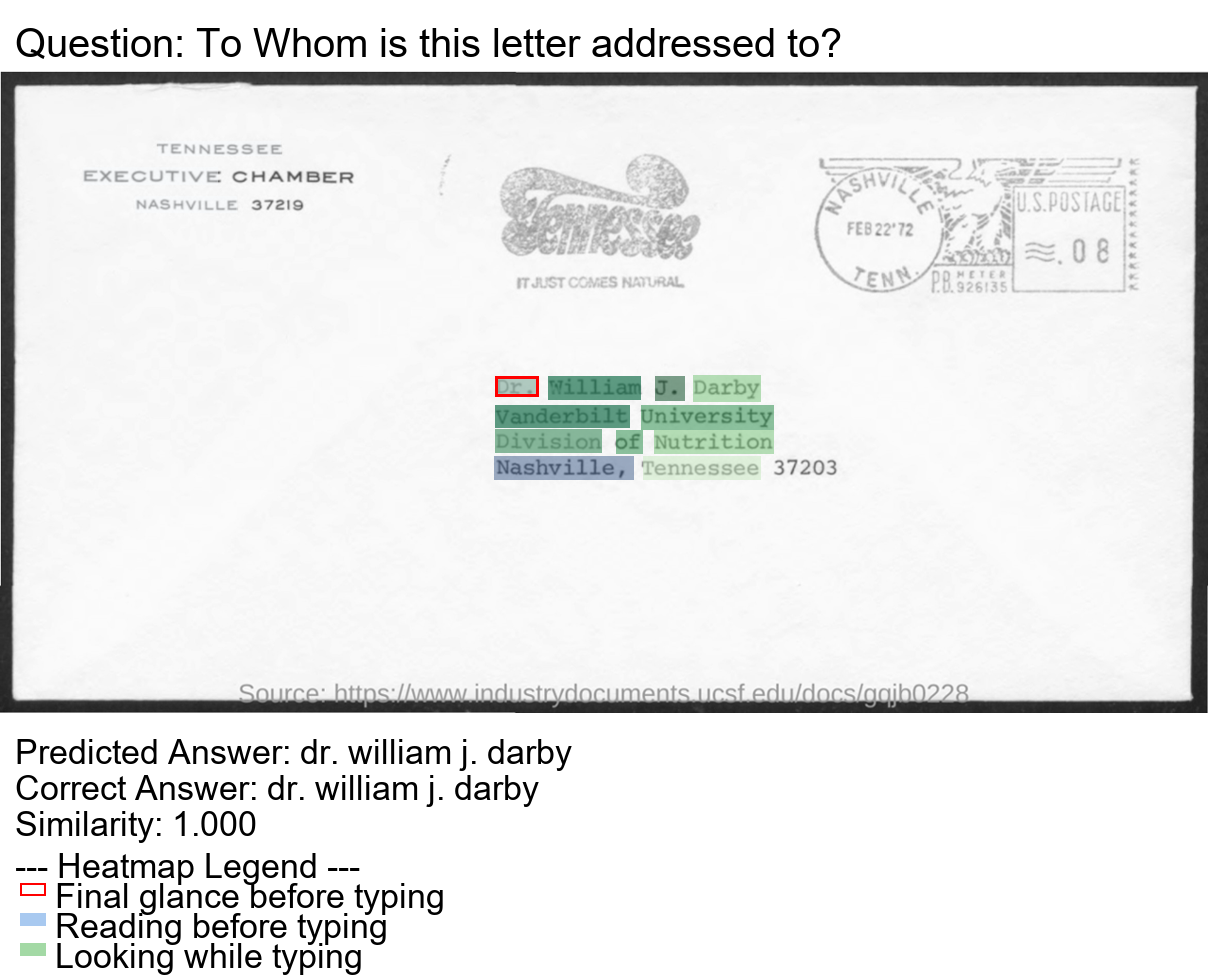 Question: To Whom is this letter addressed to?
TENNESSEE
EXECUTIVE CHAMBER
NASHVILLE 37219
Tennessee
IT JUST COMES NATURAL
NASHVILLE
FEB 22'72
TENN.
P.B. METER
926135
U.S. POSTAGE
.08
Dr. William J. Darby
Vanderbilt University
Division of Nutrition
Nashville, Tennessee 37203
Source: https://www.industrydocuments.ucsf.edu/docs/gqjb0228
Predicted Answer: dr. william j. darby
Correct Answer: dr. william j. darby
Similarity: 1.000
--- Heatmap Legend ---
Final glance before typing
Reading before typing
Looking while typing